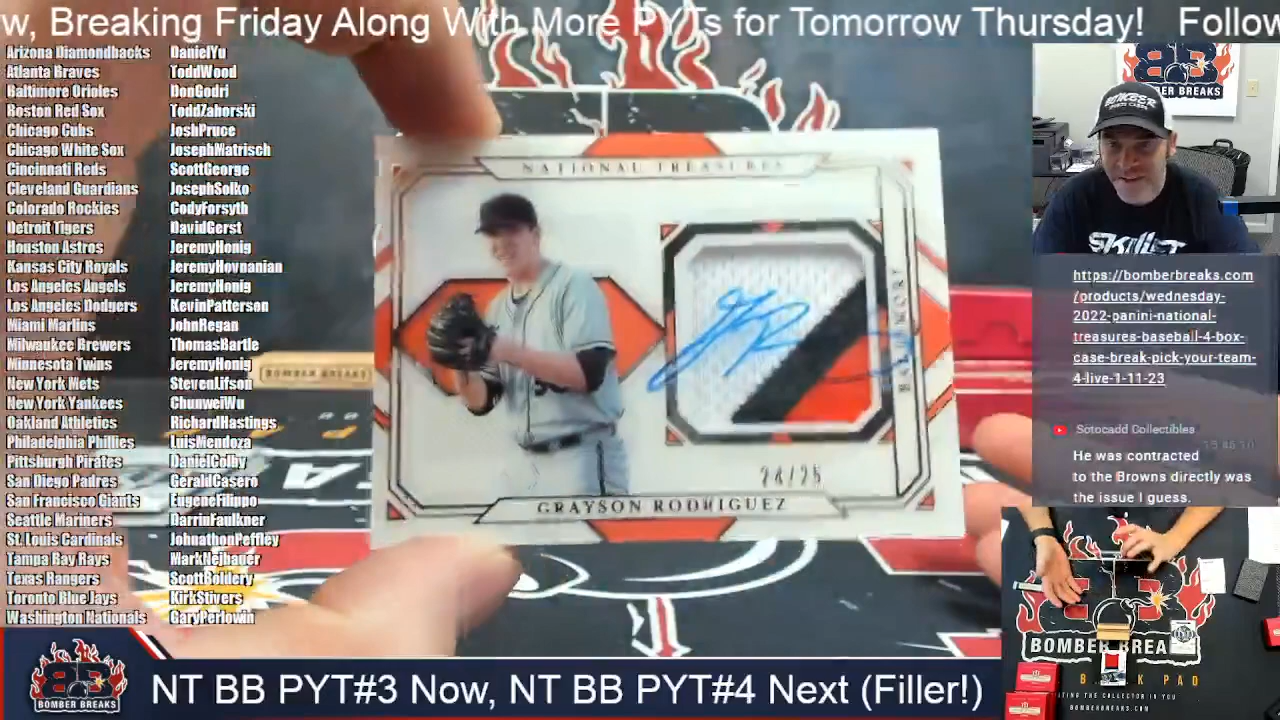 w, Breaking Friday Along With More PYTs for Tomorrow Thursday! Follow
Arizona Diamondbacks DanielYu
Atlanta Braves ToddWood
Baltimore Orioles DonGodri
Boston Red Sox ToddZahorski
Chicago Cubs JoshPruce
Chicago White Sox JosephMatrisch
Cincinnati Reds ScottGeorge
Cleveland Guardians JosephSolko
Colorado Rockies CodyForsyth
Detroit Tigers DavidGerst
Houston Astros JeremyHonig
Kansas City Royals JeremyHovnanian
Los Angeles Angels JeremyHonig
Los Angeles Dodgers KevinPatterson
Miami Marlins JohnRegan
Milwaukee Brewers ThomasBartle
Minnesota Twins JeremyHonig
New York Mets StevenLifson
New York Yankees ChunweiWu
Oakland Athletics RichardHastings
Philadelphia Phillies LuisMendoza
Pittsburgh Pirates DanielColby
San Diego Padres GeraldCasero
San Francisco Giants EugeneFilippo
Seattle Mariners DarrinFaulkner
St. Louis Cardinals JohnathonPeffley
Tampa Bay Rays MarkNejbauer
Texas Rangers ScottBoldery
Toronto Blue Jays KirkStivers
Washington Nationals GaryPerlowin
NATIONAL TREASURES
BALTIMORE
24/25
GRAYSON RODRIGUEZ
BOMBER BREAKS
BOMBER BREAKS
BOMBER
https://bomberbreaks.com
/products/wednesday-
2022-panini-national-
treasures-baseball-4-box-
case-break-pick-your-team-
4-live-1-11-23
Sotocadd Collectibles
He was contracted
to the Browns directly was
the issue I guess.
BOMBER BREA
BOMBERBREAKS.COM
BOMBER BREAKS
NT BB PYT#3 Now, NT BB PYT#4 Next (Filler!)